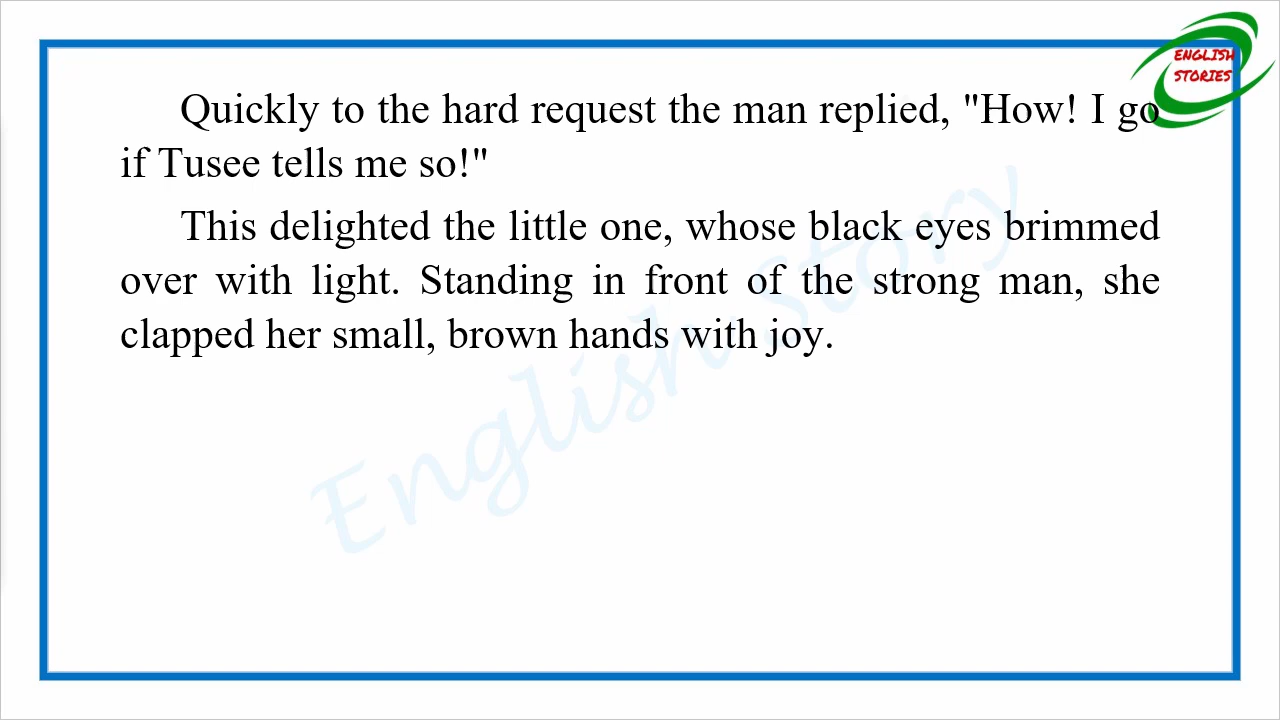 ENGLISH
STORIES
Quickly to the hard request the man replied, "How! I go
if Tusee tells me so!"
This delighted the little one, whose black eyes brimmed
over with light. Standing in front of the strong man, she
clapped her small, brown hands with joy.
English Story